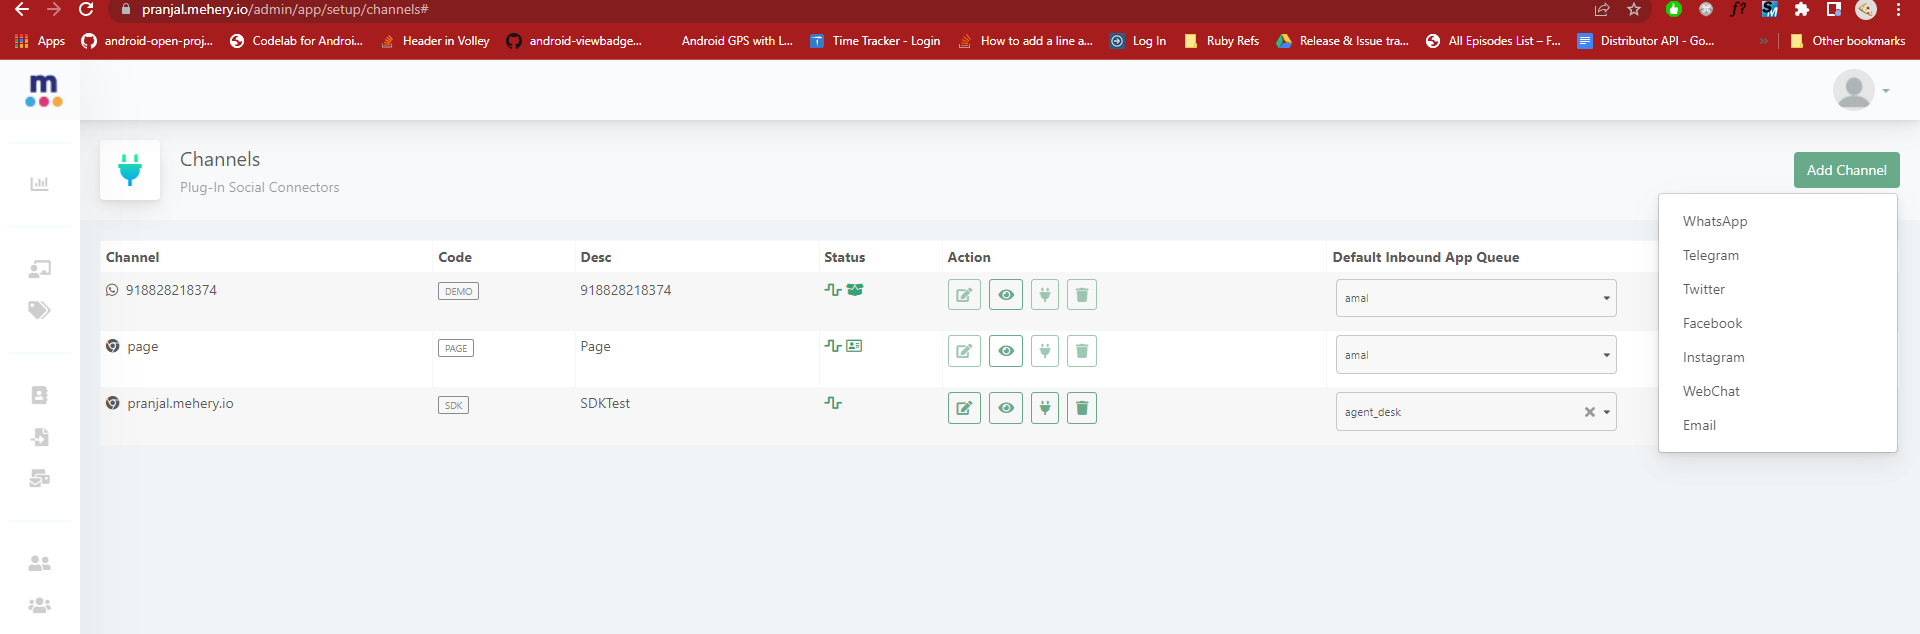 pranjal.mehery.io/admin/app/setup/channels#
Apps android-open-proj... Codelab for Androi... Header in Volley android-viewbadge... Android GPS with L... Time Tracker - Login How to add a line a... Log In Ruby Refs Release & Issue tra... All Episodes List – F... Distributor API - Go... » Other bookmarks
m
Channels
Plug-In Social Connectors
Add Channel
WhatsApp
Telegram
Twitter
Facebook
Instagram
WebChat
Email
Channel Code Desc Status Action Default Inbound App Queue
918828218374 DEMO 918828218374 amal
page PAGE Page amal
pranjal.mehery.io SDK SDKTest agent_desk